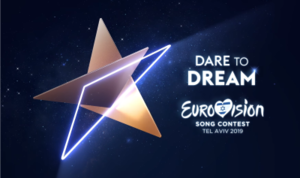 DARE TO
DREAM
EUROVISION
SONG CONTEST
TEL AVIV 2019